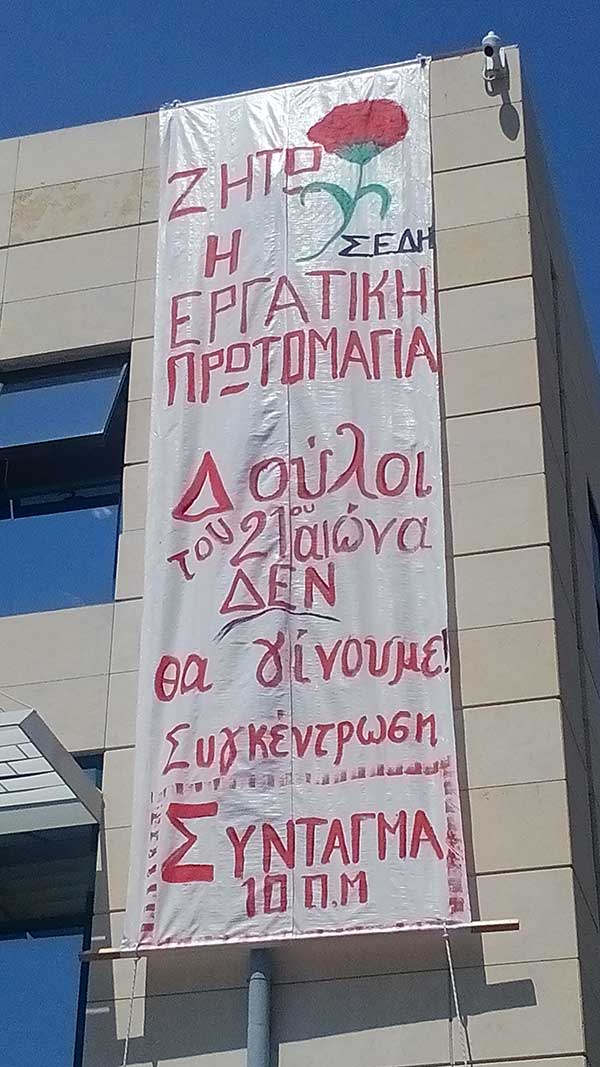 ΖΗΤΩ
ΣΕΔΗ
Η
ΕΡΓΑΤΙΚΗ
ΠΡΩΤΟΜΑΓΙΑ
Δούλοι
του 21ου αιώνα
ΔΕΝ
θα γίνουμε!
Συγκέντρωση
ΣΥΝΤΑΓΜΑ
10 Π.Μ